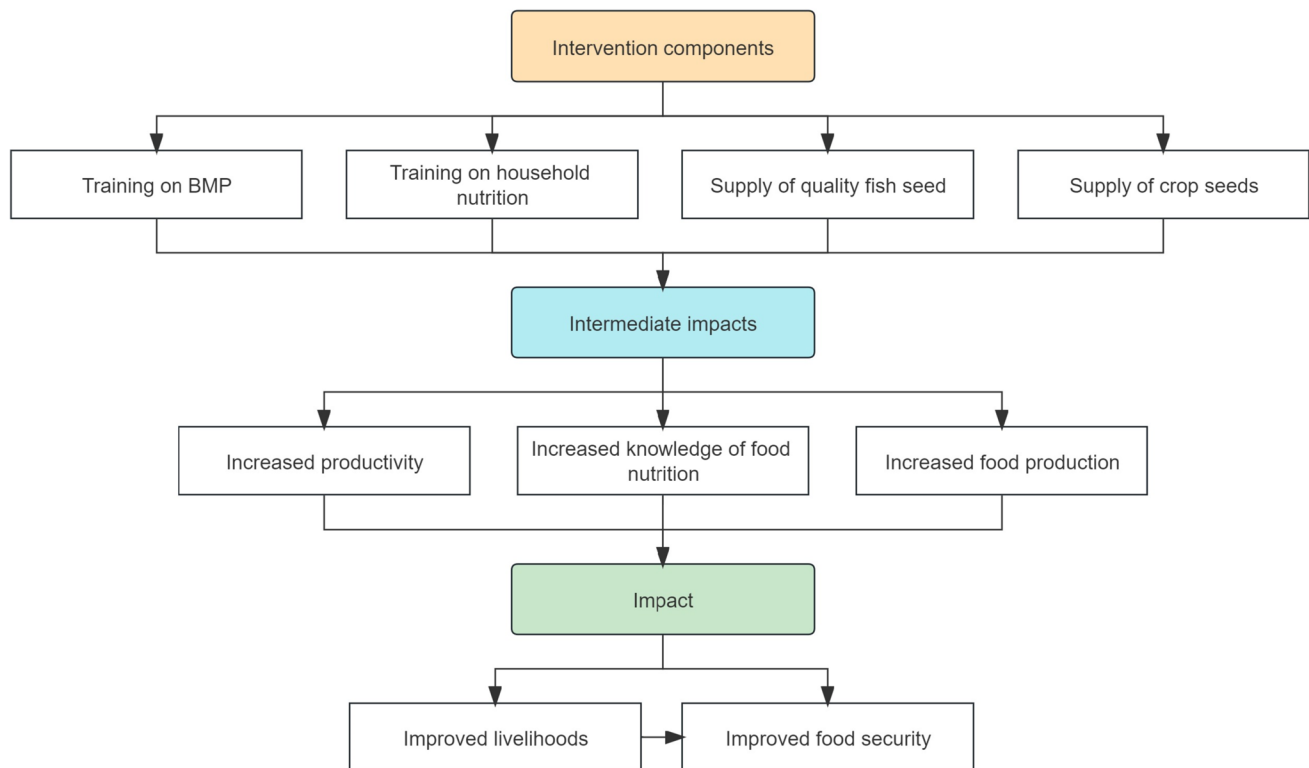 Intervention components
Training on BMP
Training on household
nutrition
Supply of quality fish seed
Supply of crop seeds
Intermediate impacts
Increased productivity
Increased knowledge of food
nutrition
Increased food production
Impact
Improved livelihoods
Improved food security